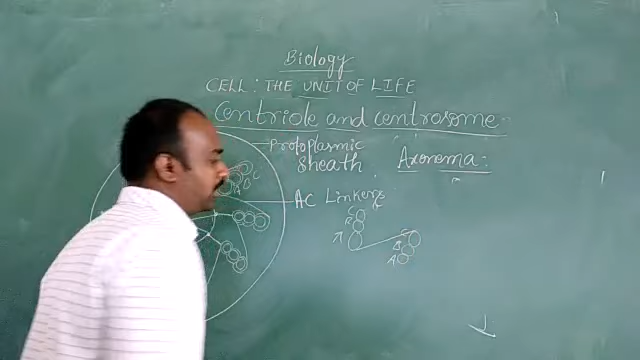 Biology
CELL: THE UNIT OF LIFE
Centriole and centrosome.
Protoplasmic
Sheath
Axonema:
A B C
AC Linkers
C
B
A
C
B
A